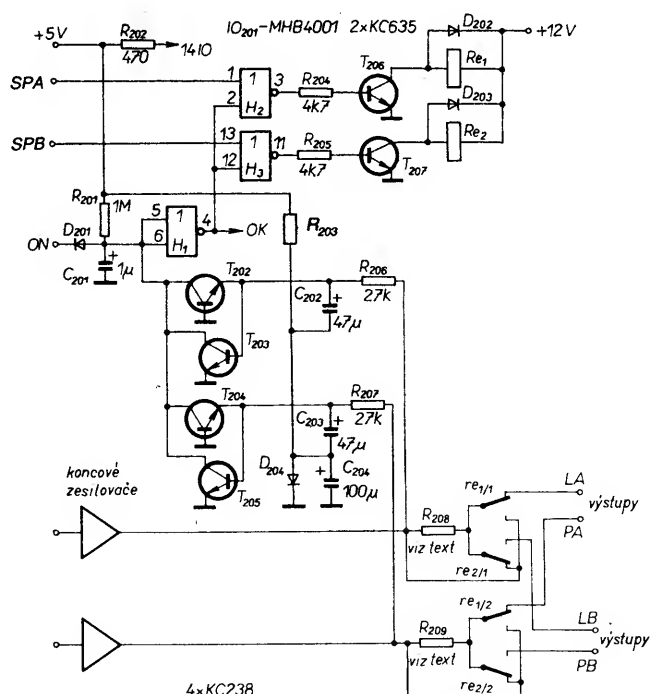 IO201-MHB4001 2×KC635
+5V
R202
470
14IO
D202
+12V
SPA
1
2
1
H2
3
R204
4k7
T206
Re1
D203
SPB
13
12
1
H3
11
R205
4k7
T207
Re2
R201
1M
D201
ON
5
6
1
H1
4
OK
R203
C201
+
1µ
T202
C202
+
47µ
R206
27k
T203
T204
R207
27k
C203
+
47µ
T205
D204
+
C204
100µ
koncové
zesilovače
R208
viz text
re1/1
re2/1
LA
výstupy
PA
re1/2
R209
viz text
re2/2
LB
výstupy
PB
4×KC238